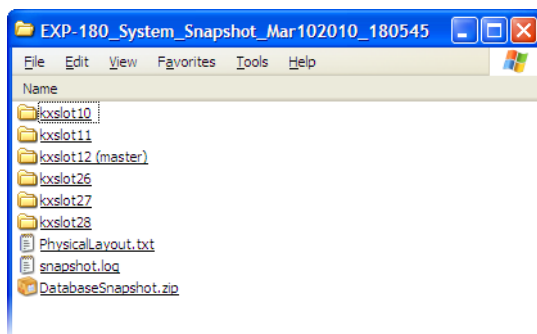 EXP-180_System_Snapshot_Mar102010_180545
File Edit View Favorites Tools Help
Name
kxslot10
kxslot11
kxslot12 (master)
kxslot26
kxslot27
kxslot28
PhysicalLayout.txt
snapshot.log
DatabaseSnapshot.zip